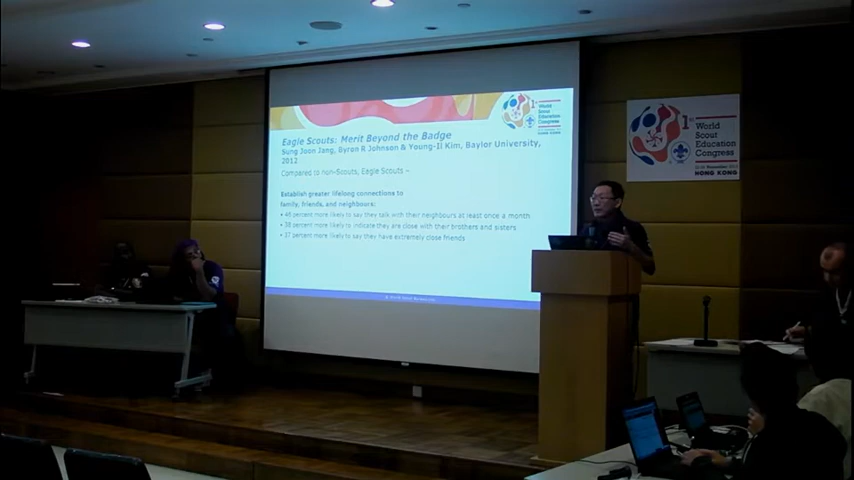 Eagle Scouts: Merit Beyond the Badge
Sung Joon Jang, Byron R Johnson & Young-Il Kim, Baylor University,
2012
Compared to non-Scouts, Eagle Scouts –
Establish greater lifelong connections to
family, friends, and neighbours:
• 46 percent more likely to say they talk with their neighbours at least once a month
• 38 percent more likely to indicate they are close with their brothers and sisters
• 37 percent more likely to say they have extremely close friends
1st
World
Scout
Education
Congress
HONG KONG
1st
World Scout
Education
Congress
HONG KONG